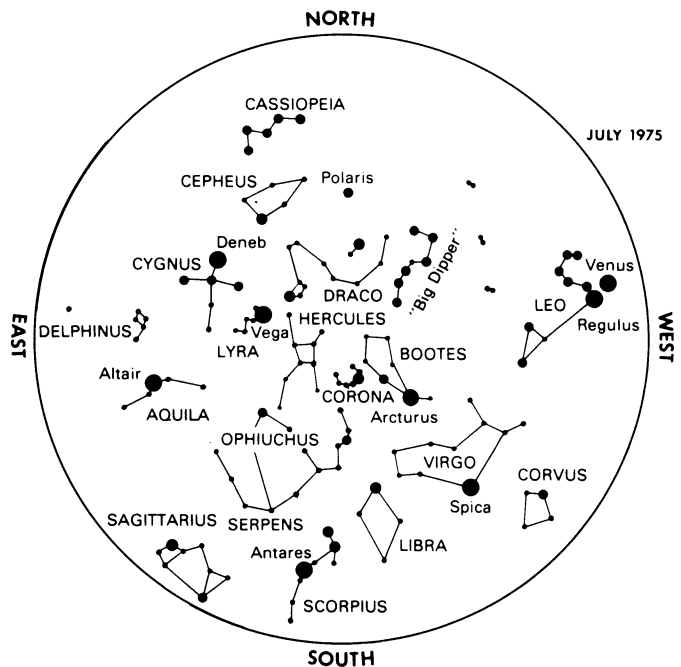 NORTH
CASSIOPEIA
JULY 1975
CEPHEUS
Polaris
Deneb
CYGNUS
"Big Dipper"
Venus
DRACO
LEO
Regulus
EAST
DELPHINUS
Vega
HERCULES
LYRA
WEST
BOOTES
Altair
CORONA
AQUILA
Arcturus
OPHIUCHUS
VIRGO
CORVUS
Spica
SAGITTARIUS
SERPENS
Antares
LIBRA
SCORPIUS
SOUTH